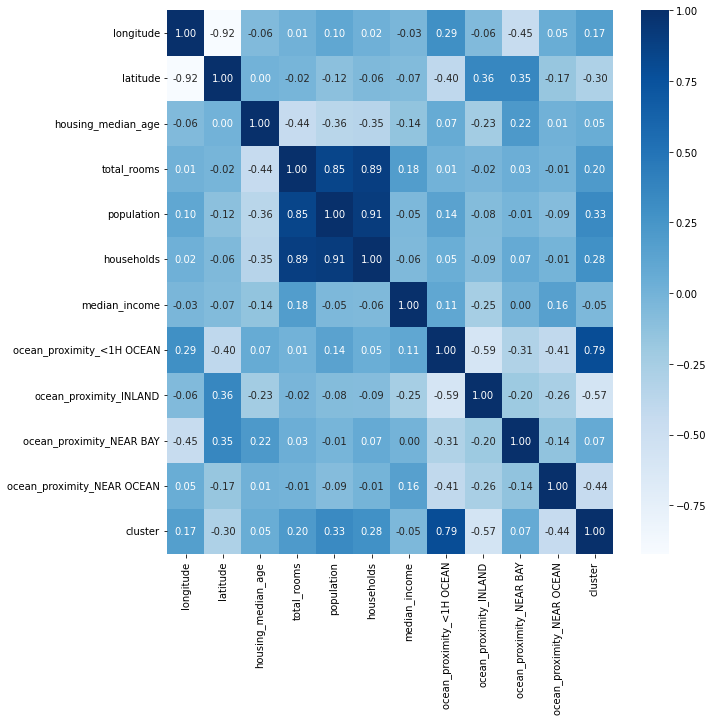 longitude 1.00 -0.92 -0.06 0.01 0.10 0.02 -0.03 0.29 -0.06 -0.45 0.05 0.17
latitude -0.92 1.00 0.00 -0.02 -0.12 -0.06 -0.07 -0.40 0.36 0.35 -0.17 -0.30
housing_median_age -0.06 0.00 1.00 -0.44 -0.36 -0.35 -0.14 0.07 -0.23 0.22 0.01 0.05
total_rooms 0.01 -0.02 -0.44 1.00 0.85 0.89 0.18 0.01 -0.02 0.03 -0.01 0.20
population 0.10 -0.12 -0.36 0.85 1.00 0.91 -0.05 0.14 -0.08 -0.01 -0.09 0.33
households 0.02 -0.06 -0.35 0.89 0.91 1.00 -0.06 0.05 -0.09 0.07 -0.01 0.28
median_income -0.03 -0.07 -0.14 0.18 -0.05 -0.06 1.00 0.11 -0.25 0.00 0.16 -0.05
ocean_proximity_<1H OCEAN 0.29 -0.40 0.07 0.01 0.14 0.05 0.11 1.00 -0.59 -0.31 -0.41 0.79
ocean_proximity_INLAND -0.06 0.36 -0.23 -0.02 -0.08 -0.09 -0.25 -0.59 1.00 -0.20 -0.26 -0.57
ocean_proximity_NEAR BAY -0.45 0.35 0.22 0.03 -0.01 0.07 0.00 -0.31 -0.20 1.00 -0.14 0.07
ocean_proximity_NEAR OCEAN 0.05 -0.17 0.01 -0.01 -0.09 -0.01 0.16 -0.41 -0.26 -0.14 1.00 -0.44
cluster 0.17 -0.30 0.05 0.20 0.33 0.28 -0.05 0.79 -0.57 0.07 -0.44 1.00
longitude
latitude
housing_median_age
total_rooms
population
households
median_income
ocean_proximity_<1H OCEAN
ocean_proximity_INLAND
ocean_proximity_NEAR BAY
ocean_proximity_NEAR OCEAN
cluster
1.00
0.75
0.50
0.25
0.00
−0.25
−0.50
−0.75